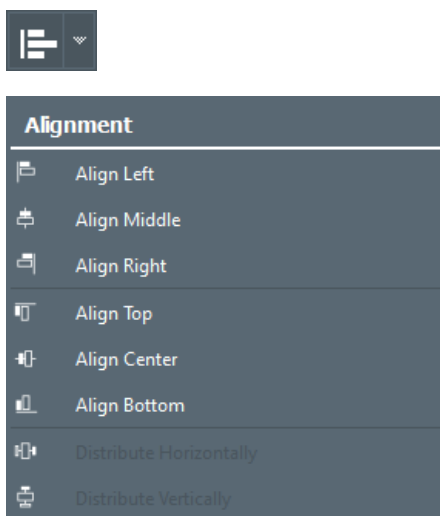 Alignment
Align Left
Align Middle
Align Right
Align Top
Align Center
Align Bottom
Distribute Horizontally
Distribute Vertically